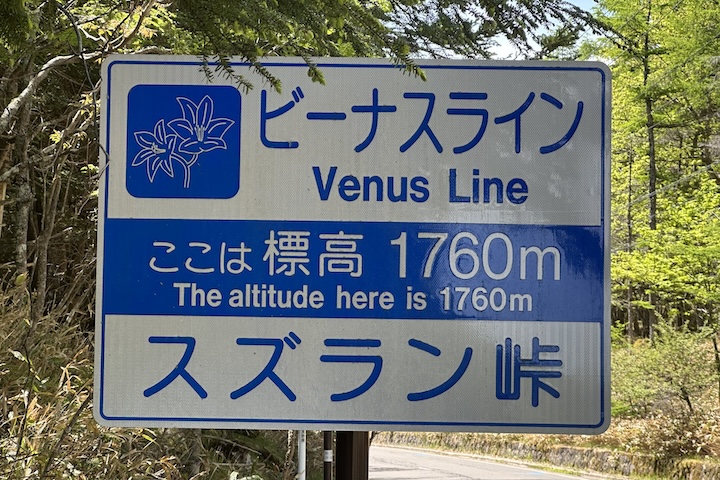 ビーナスライン
Venus Line
ここは標高 1760m
The altitude here is 1760m
スズラン峠